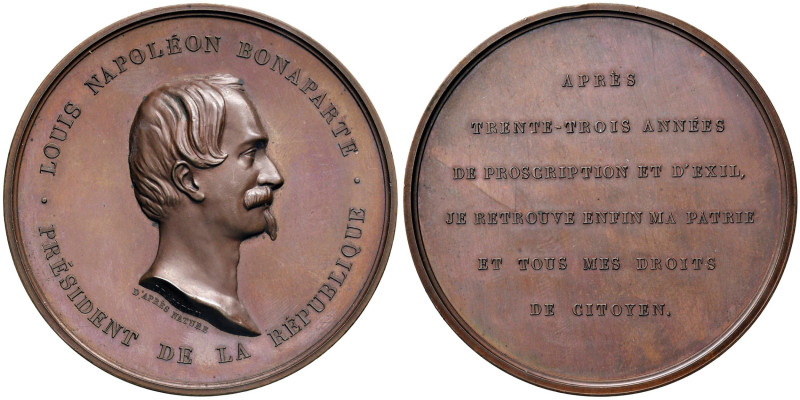 · LOUIS NAPOLÉON BONAPARTE ·
PRÉSIDENT DE LA RÉPUBLIQUE
D'APRÈS NATURE
APRÈS
TRENTE-TROIS ANNÉES
DE PROSCRIPTION ET D'EXIL,
JE RETROUVE ENFIN MA PATRIE
ET TOUS MES DROITS
DE CITOYEN.